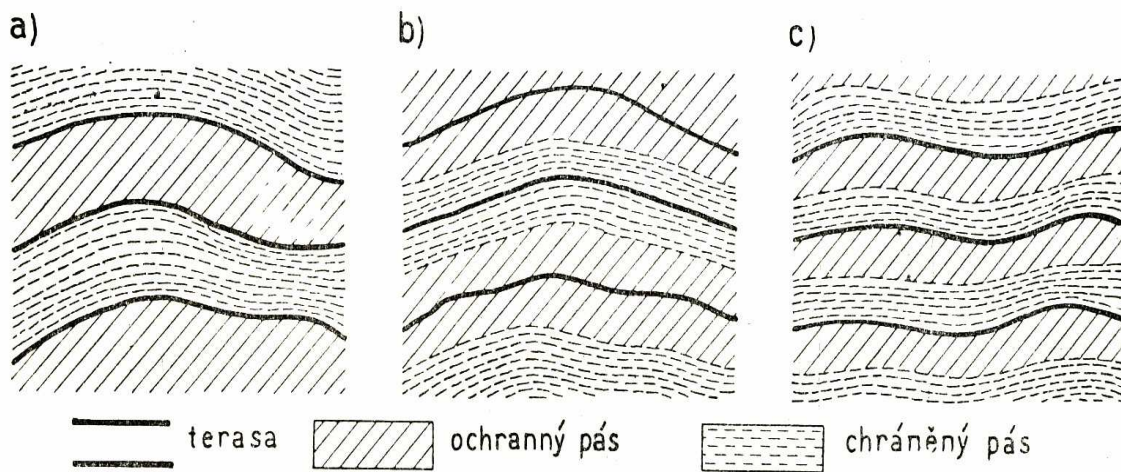 a)
b)
c)
terasa
ochranný pás
chráněný pás